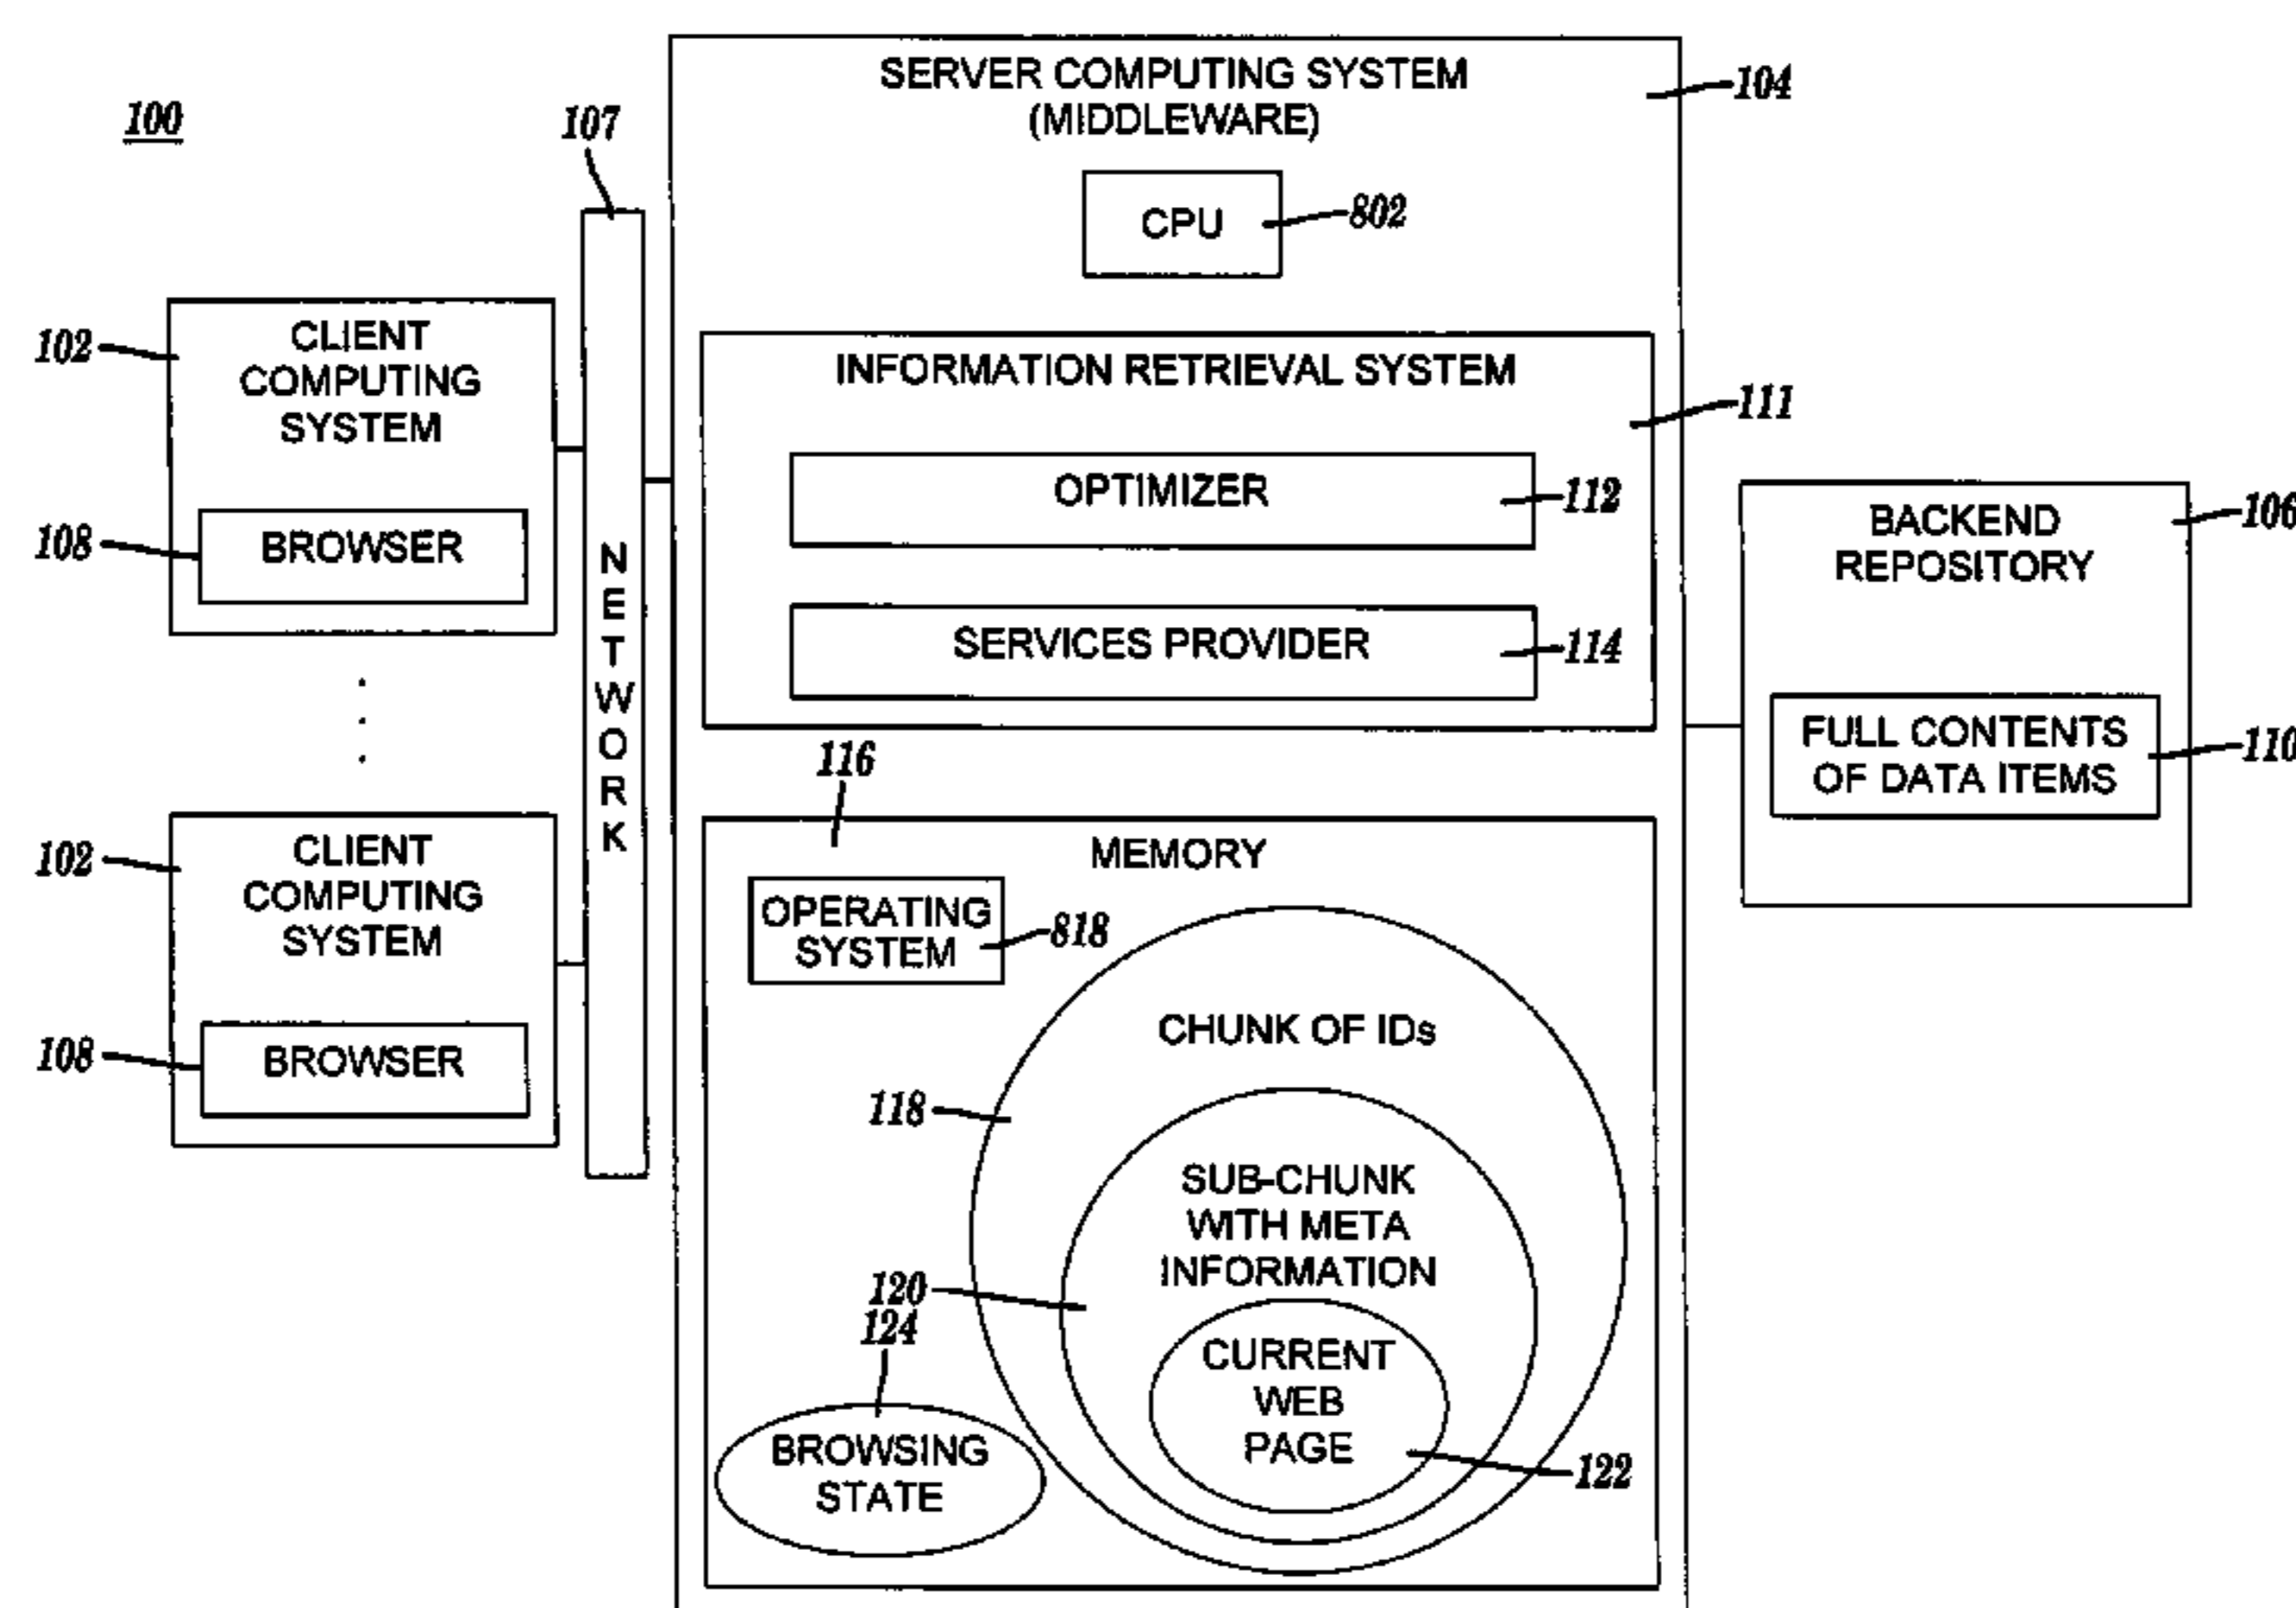 100
107
SERVER COMPUTING SYSTEM
(MIDDLEWARE)
104
CPU
802
102
CLIENT
COMPUTING
SYSTEM
108
BROWSER
NETWORK
INFORMATION RETRIEVAL SYSTEM
111
OPTIMIZER
112
SERVICES PROVIDER
114
BACKEND
REPOSITORY
106
FULL CONTENTS
OF DATA ITEMS
110
102
CLIENT
COMPUTING
SYSTEM
108
BROWSER
116
MEMORY
OPERATING
SYSTEM
818
CHUNK OF IDs
118
SUB-CHUNK
WITH META
INFORMATION
120
CURRENT
WEB
PAGE
122
124
BROWSING
STATE